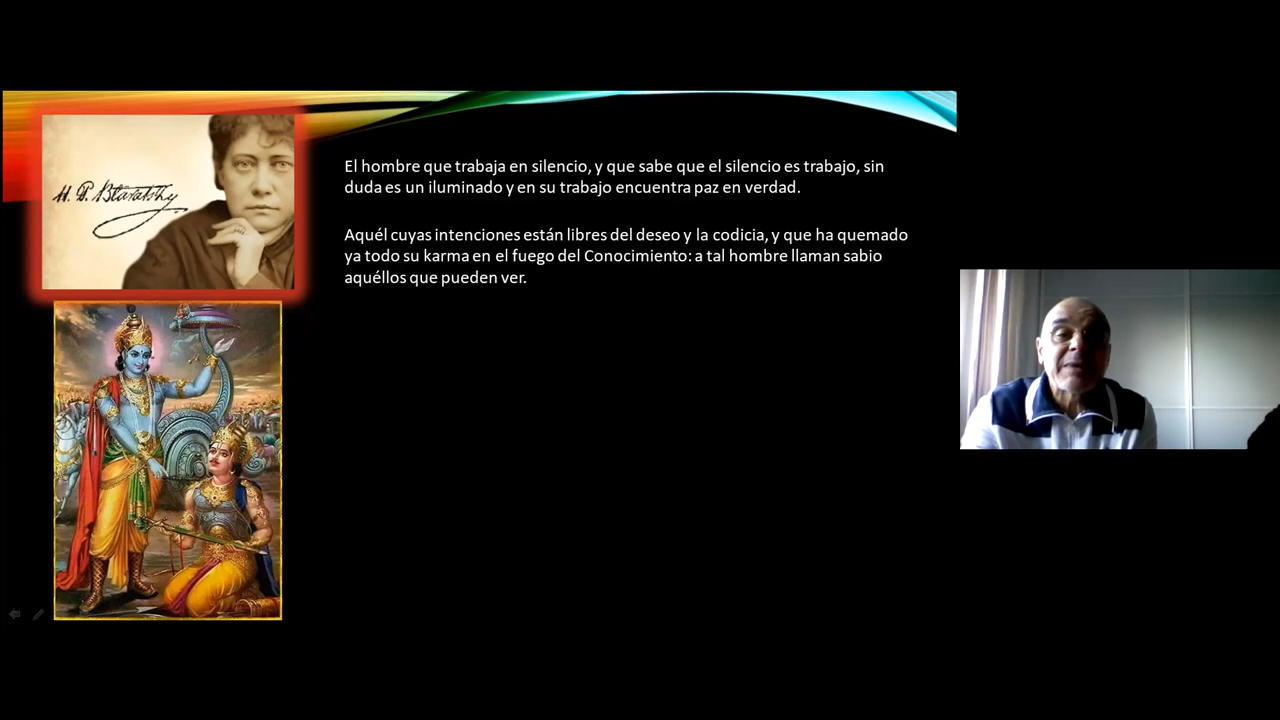 H. P. Blavatsky
El hombre que trabaja en silencio, y que sabe que el silencio es trabajo, sin
duda es un iluminado y en su trabajo encuentra paz en verdad.
Aquél cuyas intenciones están libres del deseo y la codicia, y que ha quemado
ya todo su karma en el fuego del Conocimiento: a tal hombre llaman sabio
aquéllos que pueden ver.